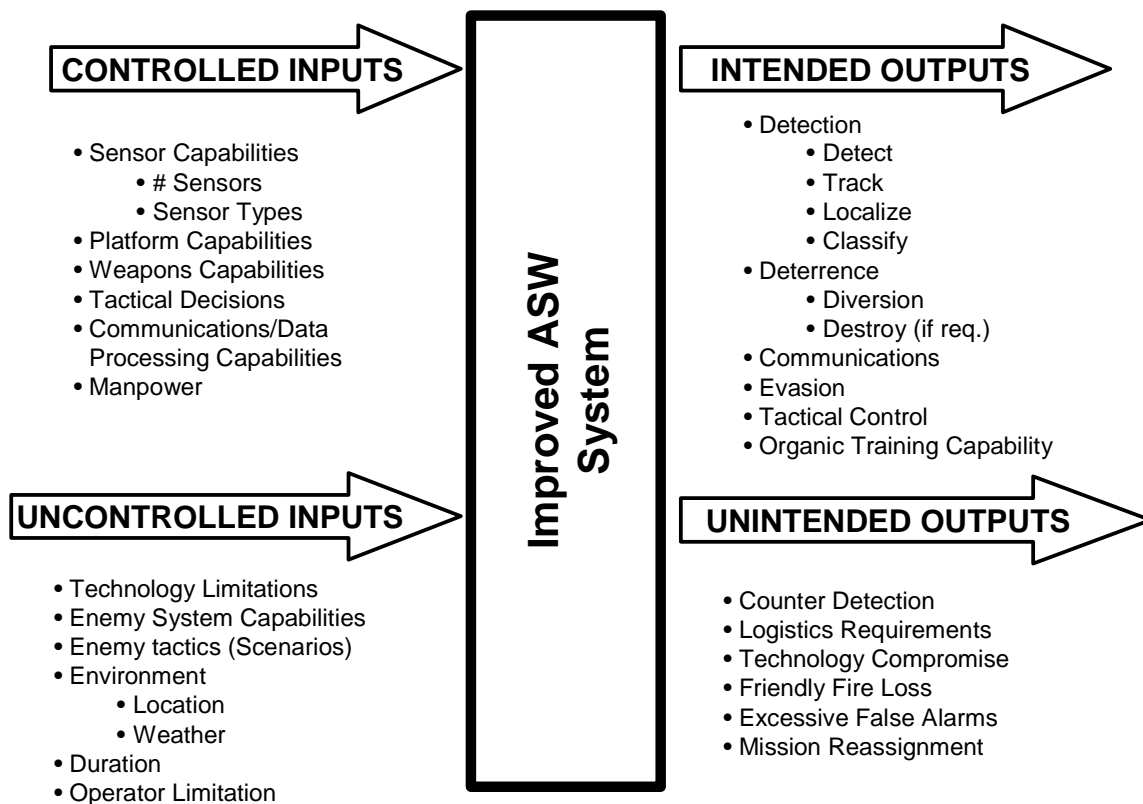 CONTROLLED INPUTS
• Sensor Capabilities
• # Sensors
• Sensor Types
• Platform Capabilities
• Weapons Capabilities
• Tactical Decisions
• Communications/Data
Processing Capabilities
• Manpower
UNCONTROLLED INPUTS
• Technology Limitations
• Enemy System Capabilities
• Enemy tactics (Scenarios)
• Environment
• Location
• Weather
• Duration
• Operator Limitation
Improved ASW
System
INTENDED OUTPUTS
• Detection
• Detect
• Track
• Localize
• Classify
• Deterrence
• Diversion
• Destroy (if req.)
• Communications
• Evasion
• Tactical Control
• Organic Training Capability
UNINTENDED OUTPUTS
• Counter Detection
• Logistics Requirements
• Technology Compromise
• Friendly Fire Loss
• Excessive False Alarms
• Mission Reassignment